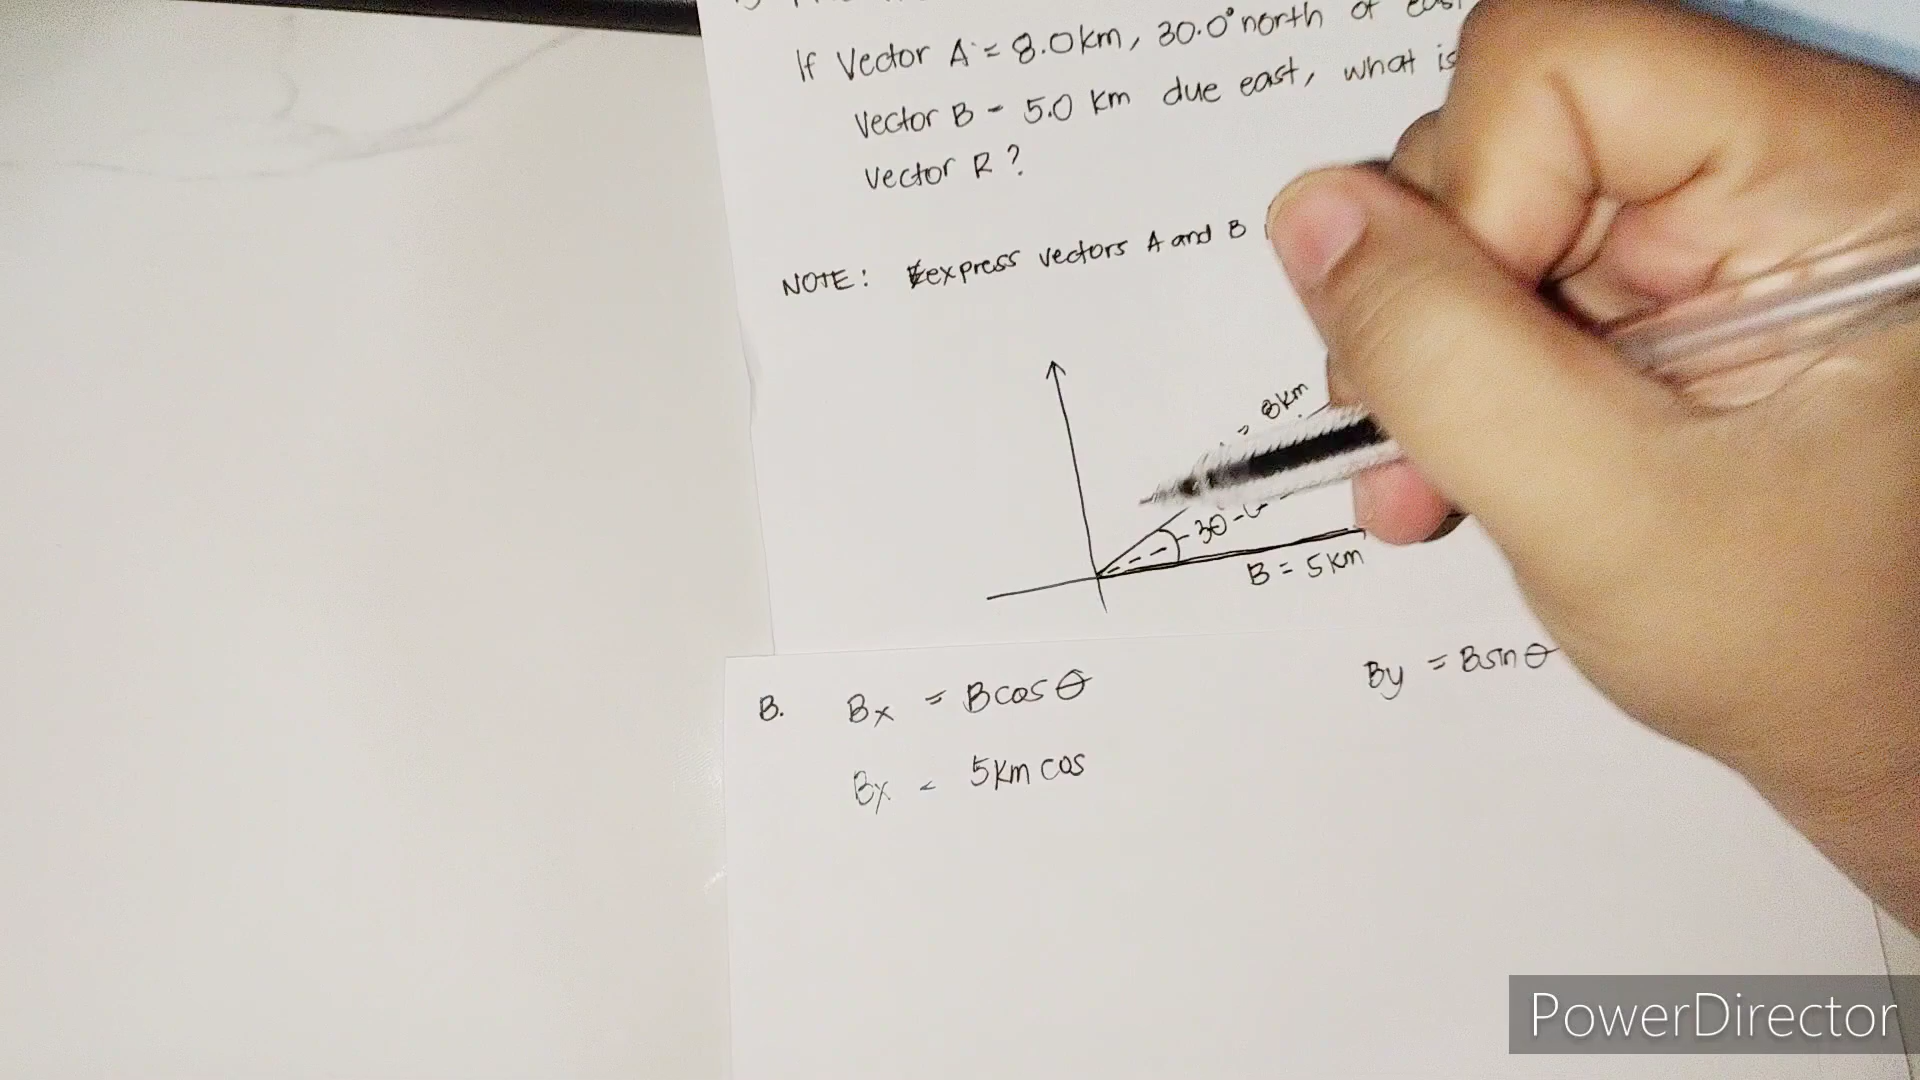 If Vector A = 8.0km, 30.0° north of east
Vector B - 5.0 km due east, what is
Vector R ?
NOTE: express vectors A and B
= 8km
30
B = 5km
B. Bx = Bcos θ By = Bsin θ
Bx = 5km cos
PowerDirector